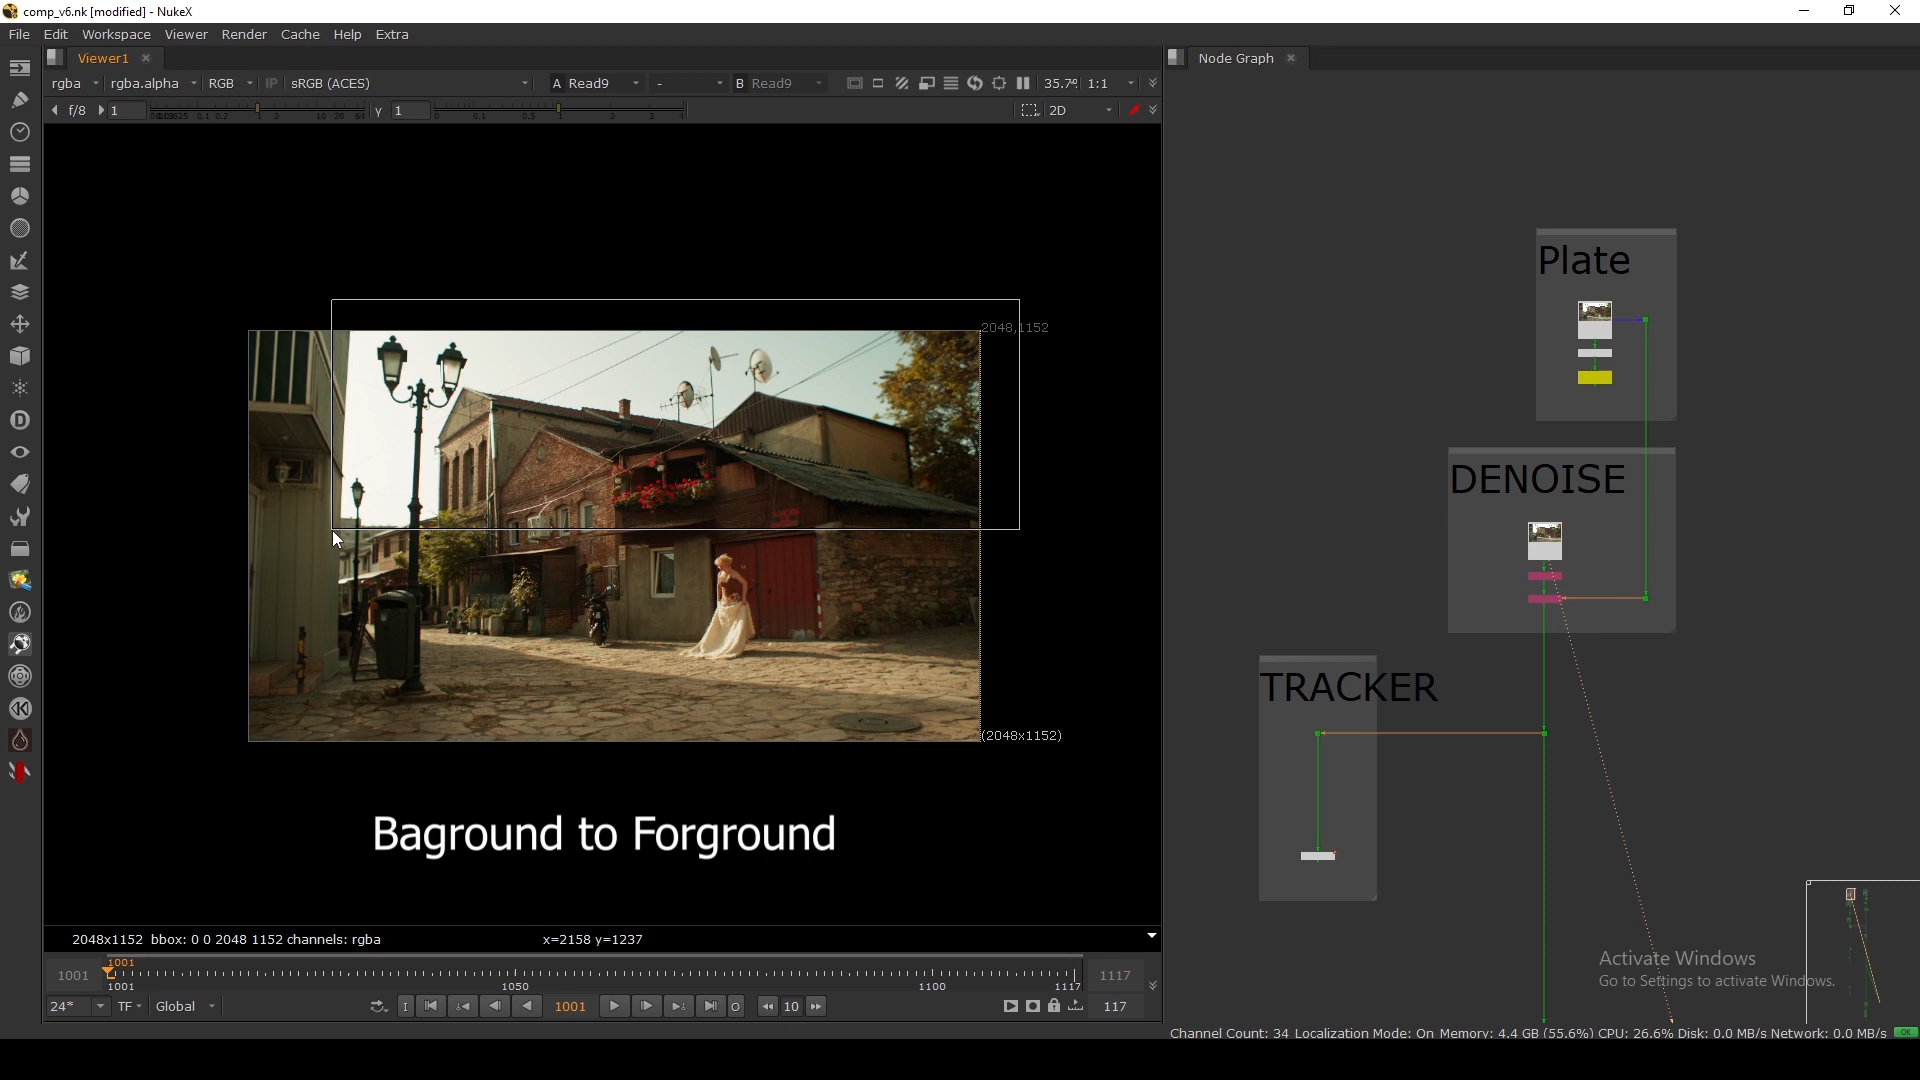 comp_v6.nk [modified] - NukeX
File Edit Workspace Viewer Render Cache Help Extra
Viewer1
Node Graph
rgba rgba.alpha RGB IP sRGB (ACES) A Read9 - B Read9 35.7% 1:1
f/8 1 γ 1 2D
Plate
2048,1152
DENOISE
TRACKER
(2048x1152)
Baground to Forground
2048x1152 bbox: 0 0 2048 1152 channels: rgba x=2158 y=1237
1001
1001 1117
1001 1050 1100 1117
24* TF Global I 1001 O 10 117
Activate Windows
Go to Settings to activate Windows.
Channel Count: 34 Localization Mode: On Memory: 4.4 GB (55.6%) CPU: 26.6% Disk: 0.0 MB/s Network: 0.0 MB/s OK